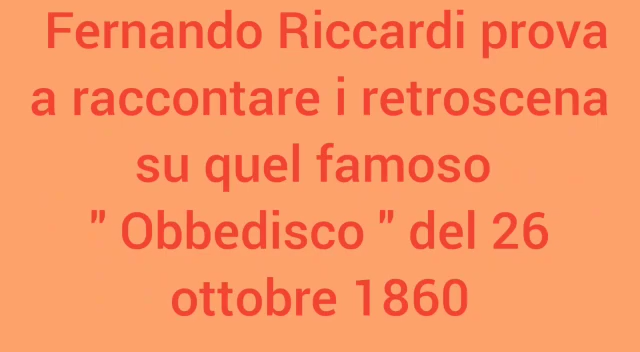 Fernando Riccardi prova
a raccontare i retroscena
su quel famoso
" Obbedisco " del 26
ottobre 1860